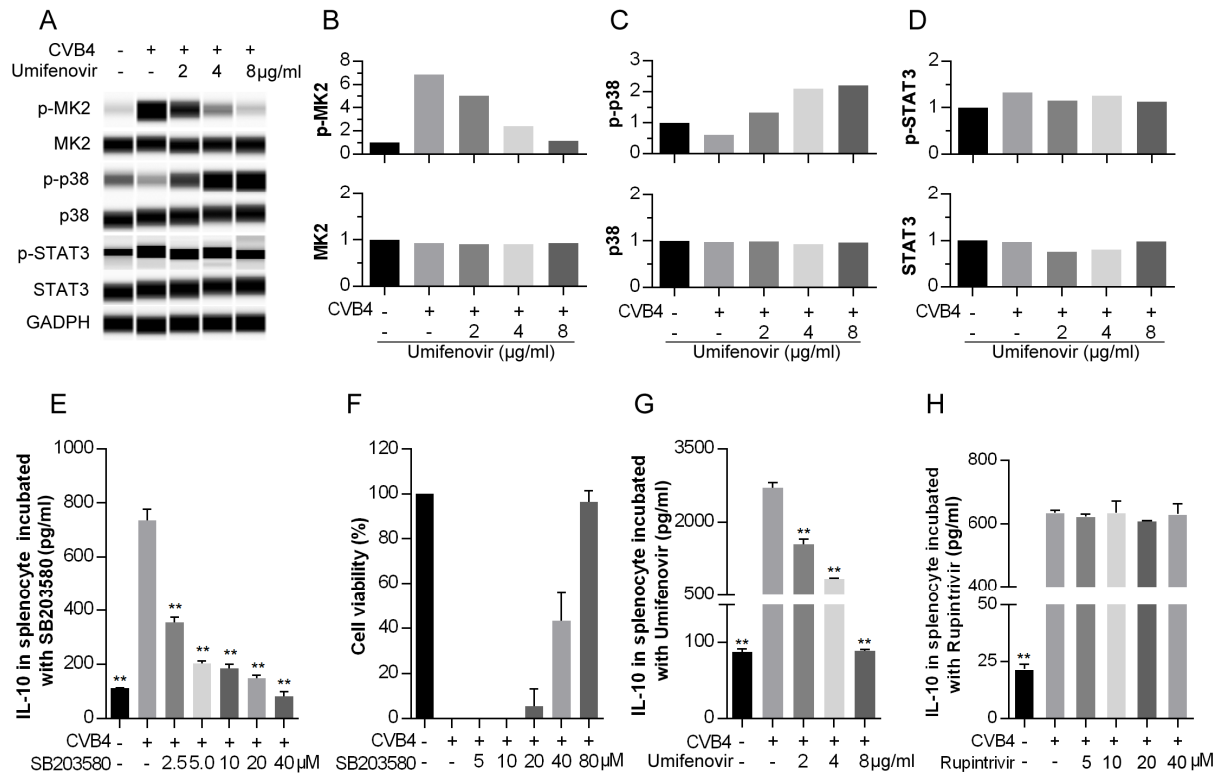 A
CVB4 - + + + +
Umifenovir - - 2 4 8μg/ml
p-MK2
MK2
p-p38
p38
p-STAT3
STAT3
GADPH
B
p-MK2
8
6
4
2
0
MK2
2
1
0
CVB4 - + + + +
- - 2 4 8
Umifenovir (μg/ml)
C
p-p38
3
2
1
0
p38
2
1
0
CVB4 - + + + +
- - 2 4 8
Umifenovir (μg/ml)
D
p-STAT3
2
1
0
STAT3
2
1
0
CVB4 - + + + +
- - 2 4 8
Umifenovir (μg/ml)
E
IL-10 in splenocyte incubated
with SB203580 (pg/ml)
1000
800
600
400
200
0
** ** ** ** ** **
CVB4 - + + + + + +
SB203580 - - 2.5 5.0 10 20 40 μM
F
Cell viability (%)
120
100
80
60
40
20
0
CVB4 - + + + + + +
SB203580 - - 5 10 20 40 80 μM
G
IL-10 in splenocyte incubated
with Umifenovir (pg/ml)
3500
2000
500
100
0
** ** ** **
CVB4 - + + + +
Umifenovir - - 2 4 8μg/ml
H
IL-10 in splenocyte incubated
with Rupintrivir (pg/ml)
800
600
400
50
25
0
**
CVB4 - + + + + +
Rupintrivir - - 5 10 20 40 μM